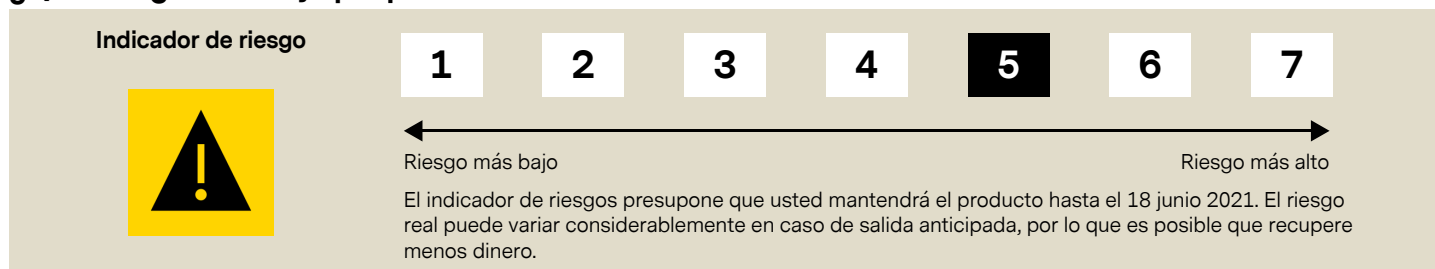 Indicador de riesgo
1 2 3 4 5 6 7
Riesgo más bajo Riesgo más alto
El indicador de riesgos presupone que usted mantendrá el producto hasta el 18 junio 2021. El riesgo
real puede variar considerablemente en caso de salida anticipada, por lo que es posible que recupere
menos dinero.